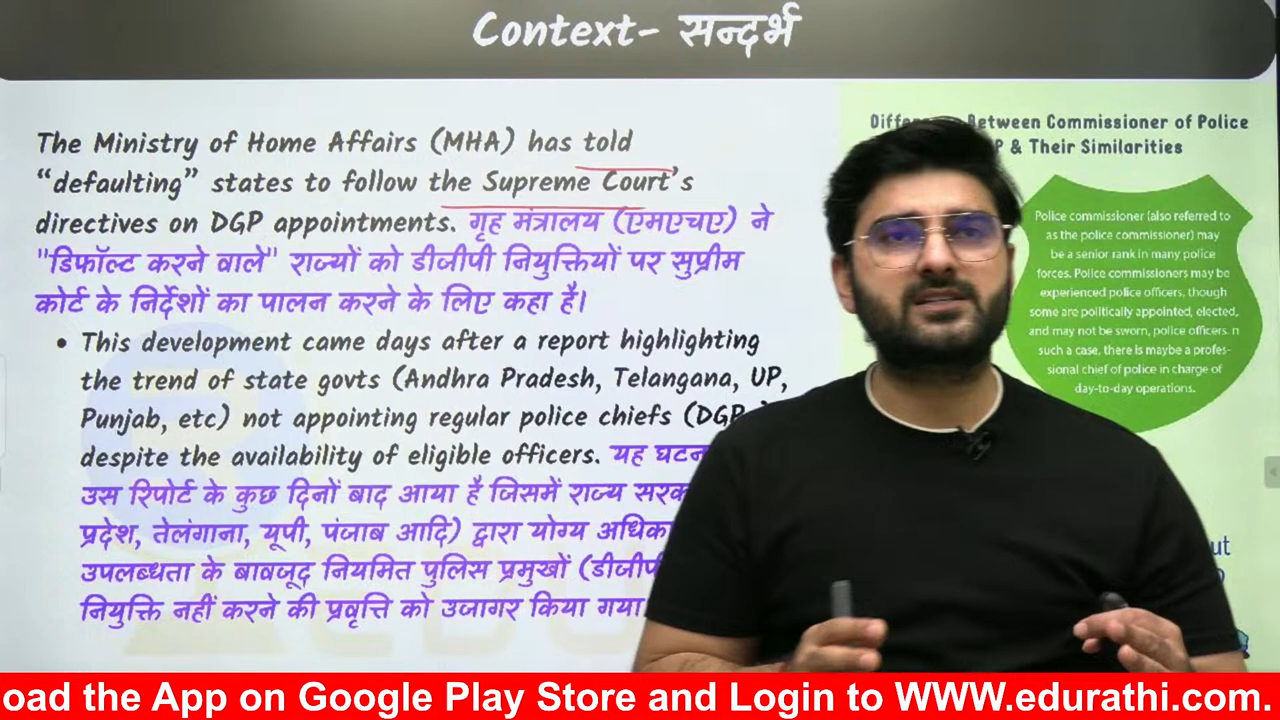 Context- सन्दर्भ
The Ministry of Home Affairs (MHA) has told
“defaulting” states to follow the Supreme Court's
directives on DGP appointments. गृह मंत्रालय (एमएचए) ने
"डिफॉल्ट करने वाले" राज्यों को डीजीपी नियुक्तियों पर सुप्रीम
कोर्ट के निर्देशों का पालन करने के लिए कहा है।
• This development came days after a report highlighting
the trend of state govts (Andhra Pradesh, Telangana, UP,
Punjab, etc) not appointing regular police chiefs (DGP
despite the availability of eligible officers. यह
उस रिपोर्ट के कुछ दिनों बाद आया है जिसमें राज्य
प्रदेश, तेलंगाना, यूपी, पंजाब आदि) द्वारा योग्य
उपलब्धता के बावजूद नियमित पुलिस प्रमुखों
नियुक्ति नहीं करने की प्रवृत्ति को उजागर किया गया
Between Commissioner of Police
& Their Similarities
Police commissioner (also referred to
as the police commissioner) may
be a senior rank in many police
forces. Police commissioners may be
experienced police officers, though
some are politically appointed, elected,
and may not be sworn, police officers. n
such a case, there is maybe a profes-
sional chief of police in charge of
day-to-day operations.
oad the App on Google Play Store and Login to WWW.edurathi.com.